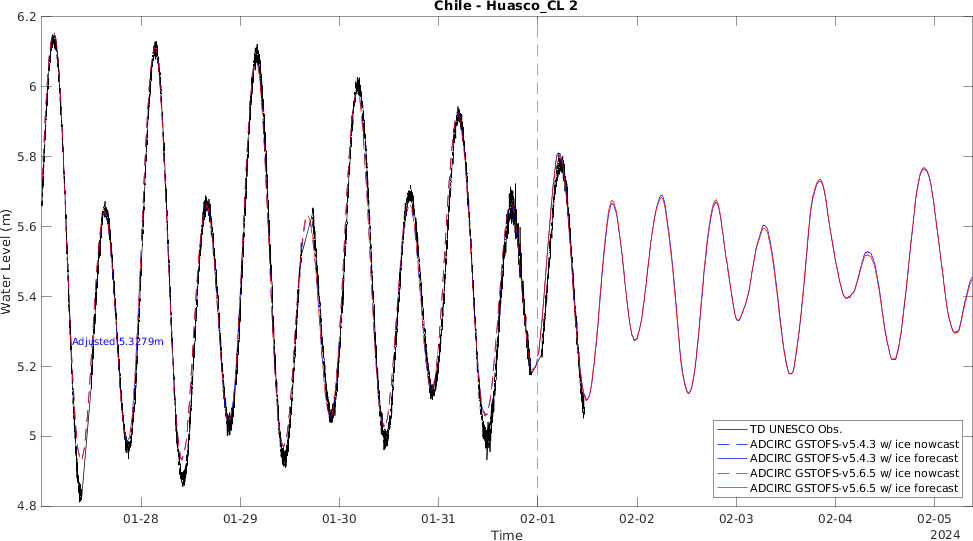 Chile - Huasco_CL 2
Water Level (m)
6.2
6
5.8
5.6
5.4
5.2
5
4.8
Adjusted 5.3279m
TD UNESCO Obs.
ADCIRC GSTOFS-v5.4.3 w/ ice nowcast
ADCIRC GSTOFS-v5.4.3 w/ ice forecast
ADCIRC GSTOFS-v5.6.5 w/ ice nowcast
ADCIRC GSTOFS-v5.6.5 w/ ice forecast
01-28 01-29 01-30 01-31 02-01 02-02 02-03 02-04 02-05
Time
2024